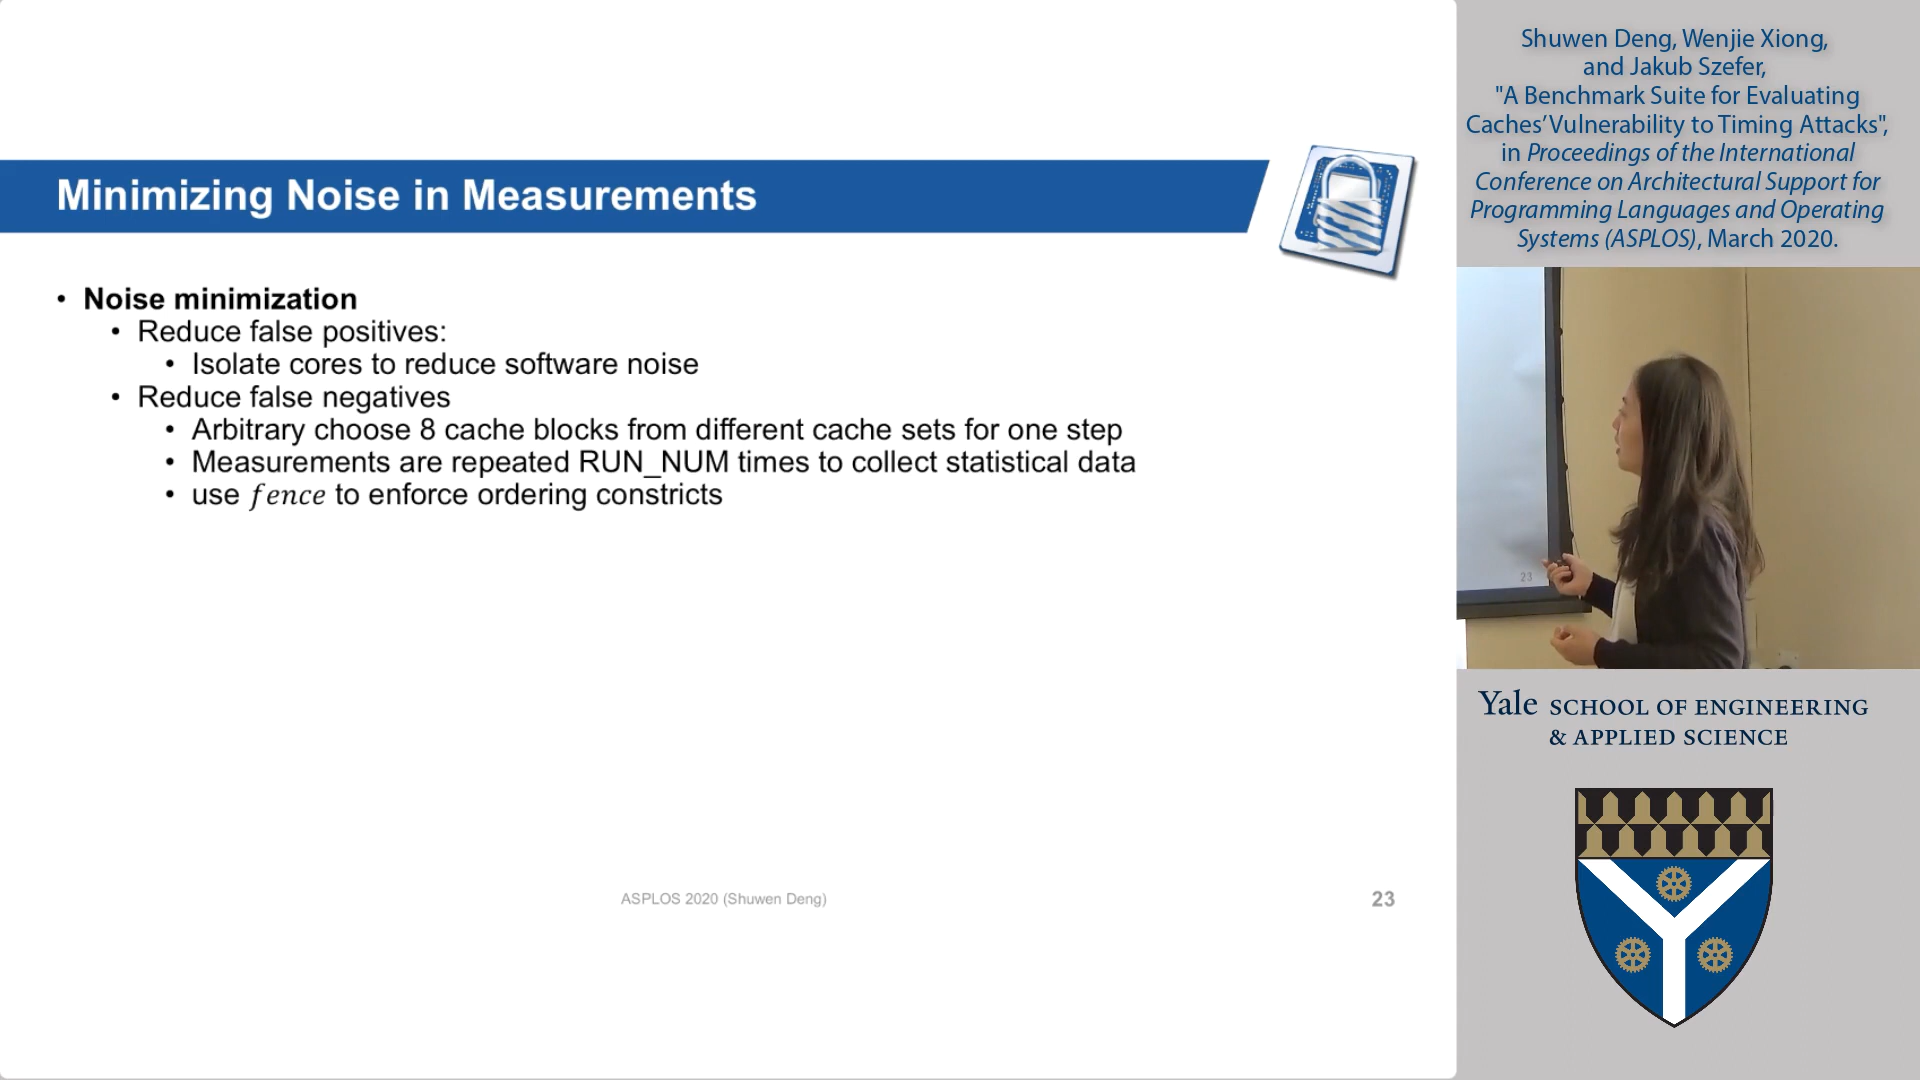 Minimizing Noise in Measurements
• Noise minimization
• Reduce false positives:
• Isolate cores to reduce software noise
• Reduce false negatives
• Arbitrary choose 8 cache blocks from different cache sets for one step
• Measurements are repeated RUN_NUM times to collect statistical data
• use fence to enforce ordering constricts
ASPLOS 2020 (Shuwen Deng)
23
Shuwen Deng, Wenjie Xiong,
and Jakub Szefer,
"A Benchmark Suite for Evaluating
Caches’ Vulnerability to Timing Attacks",
in Proceedings of the International
Conference on Architectural Support for
Programming Languages and Operating
Systems (ASPLOS), March 2020.
23
Yale SCHOOL OF ENGINEERING
& APPLIED SCIENCE